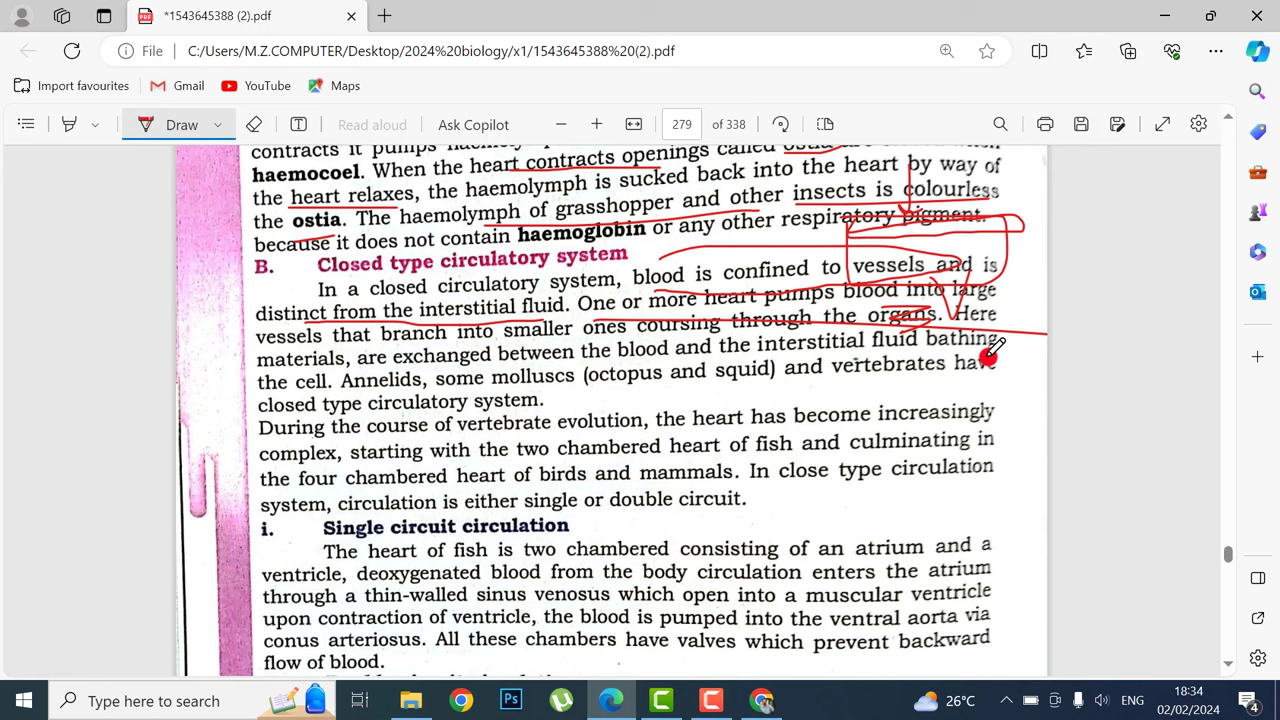 *1543645388 (2).pdf
File C:/Users/M.Z.COMPUTER/Desktop/2024%20biology/x1/1543645388%20(2).pdf
Import favourites Gmail YouTube Maps
Draw Read aloud Ask Copilot 279 of 338
contracts it pumps
haemocoel. When the heart contracts openings called ostia are
the heart relaxes, the haemolymph is sucked back into the heart by way of
the ostia. The haemolymph of grasshopper and other insects is colourless
because it does not contain haemoglobin or any other respiratory pigment.
B. Closed type circulatory system
In a closed circulatory system, blood is confined to vessels and is
distinct from the interstitial fluid. One or more heart pumps blood into large
vessels that branch into smaller ones coursing through the organs. Here
materials, are exchanged between the blood and the interstitial fluid bathing
the cell. Annelids, some molluscs (octopus and squid) and vertebrates have
closed type circulatory system.
During the course of vertebrate evolution, the heart has become increasingly
complex, starting with the two chambered heart of fish and culminating in
the four chambered heart of birds and mammals. In close type circulation
system, circulation is either single or double circuit.
i. Single circuit circulation
The heart of fish is two chambered consisting of an atrium and a
ventricle, deoxygenated blood from the body circulation enters the atrium
through a thin-walled sinus venosus which open into a muscular ventricle
upon contraction of ventricle, the blood is pumped into the ventral aorta via
conus arteriosus. All these chambers have valves which prevent backward
flow of blood.
Type here to search 26°C ENG 18:34
02/02/2024 4